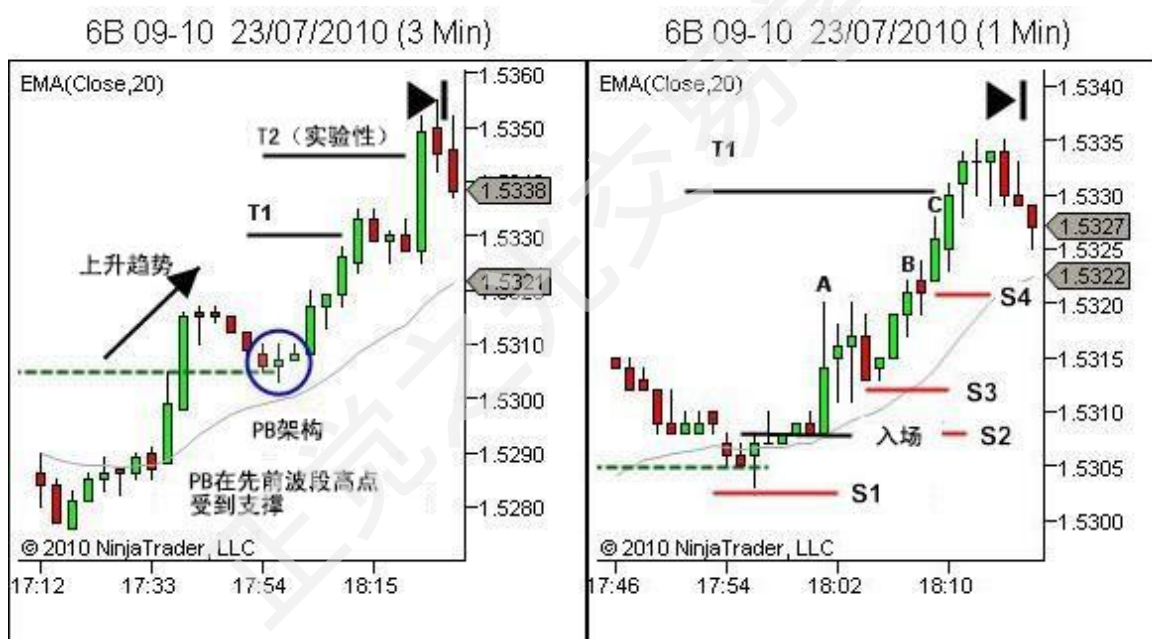 6B 09-10 23/07/2010 (3 Min)
EMA(Close,20)
T2（实验性）
T1
上升趋势
PB架构
PB在先前波段高点
受到支撑
© 2010 NinjaTrader, LLC
1.5360
1.5350
1.5338
1.5330
1.5321
1.5310
1.5300
1.5290
1.5280
17:12
17:33
17:54
18:15
6B 09-10 23/07/2010 (1 Min)
EMA(Close,20)
T1
C
B
A
S4
S3
入场
S2
S1
© 2010 NinjaTrader, LLC
1.5340
1.5335
1.5330
1.5327
1.5325
1.5322
1.5320
1.5315
1.5310
1.5305
1.5300
17:46
17:54
18:02
18:10